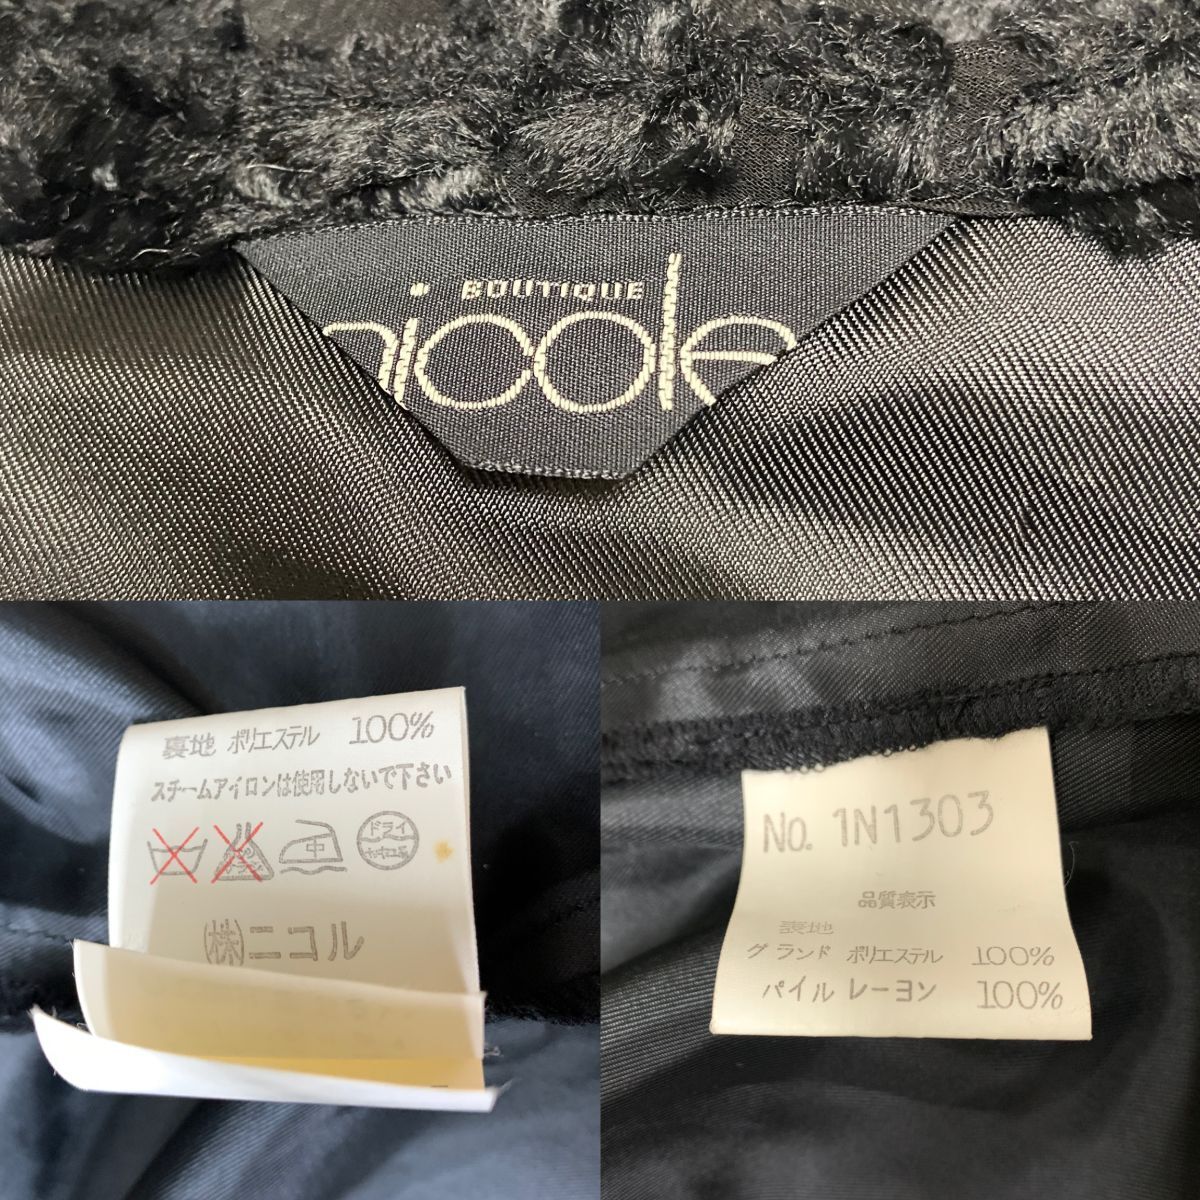 BOUTIQUE
nicole
裏地 ポリエステル 100%
スチームアイロンは使用しないで下さい
中
ドライ
㈱ニコル
No. 1N1303
品質表示
裏地
グランド ポリエステル 100%
パイル レーヨン 100%